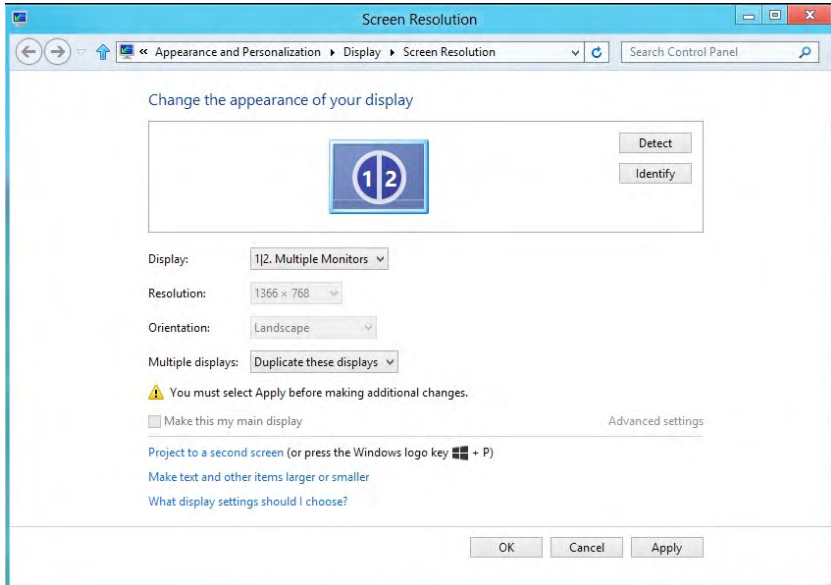 Screen Resolution
« Appearance and Personalization ▸ Display ▸ Screen Resolution
Search Control Panel
Change the appearance of your display
1|2
Detect
Identify
Display: 1|2. Multiple Monitors
Resolution: 1366 × 768
Orientation: Landscape
Multiple displays: Duplicate these displays
You must select Apply before making additional changes.
Make this my main display Advanced settings
Project to a second screen (or press the Windows logo key + P)
Make text and other items larger or smaller
What display settings should I choose?
OK Cancel Apply